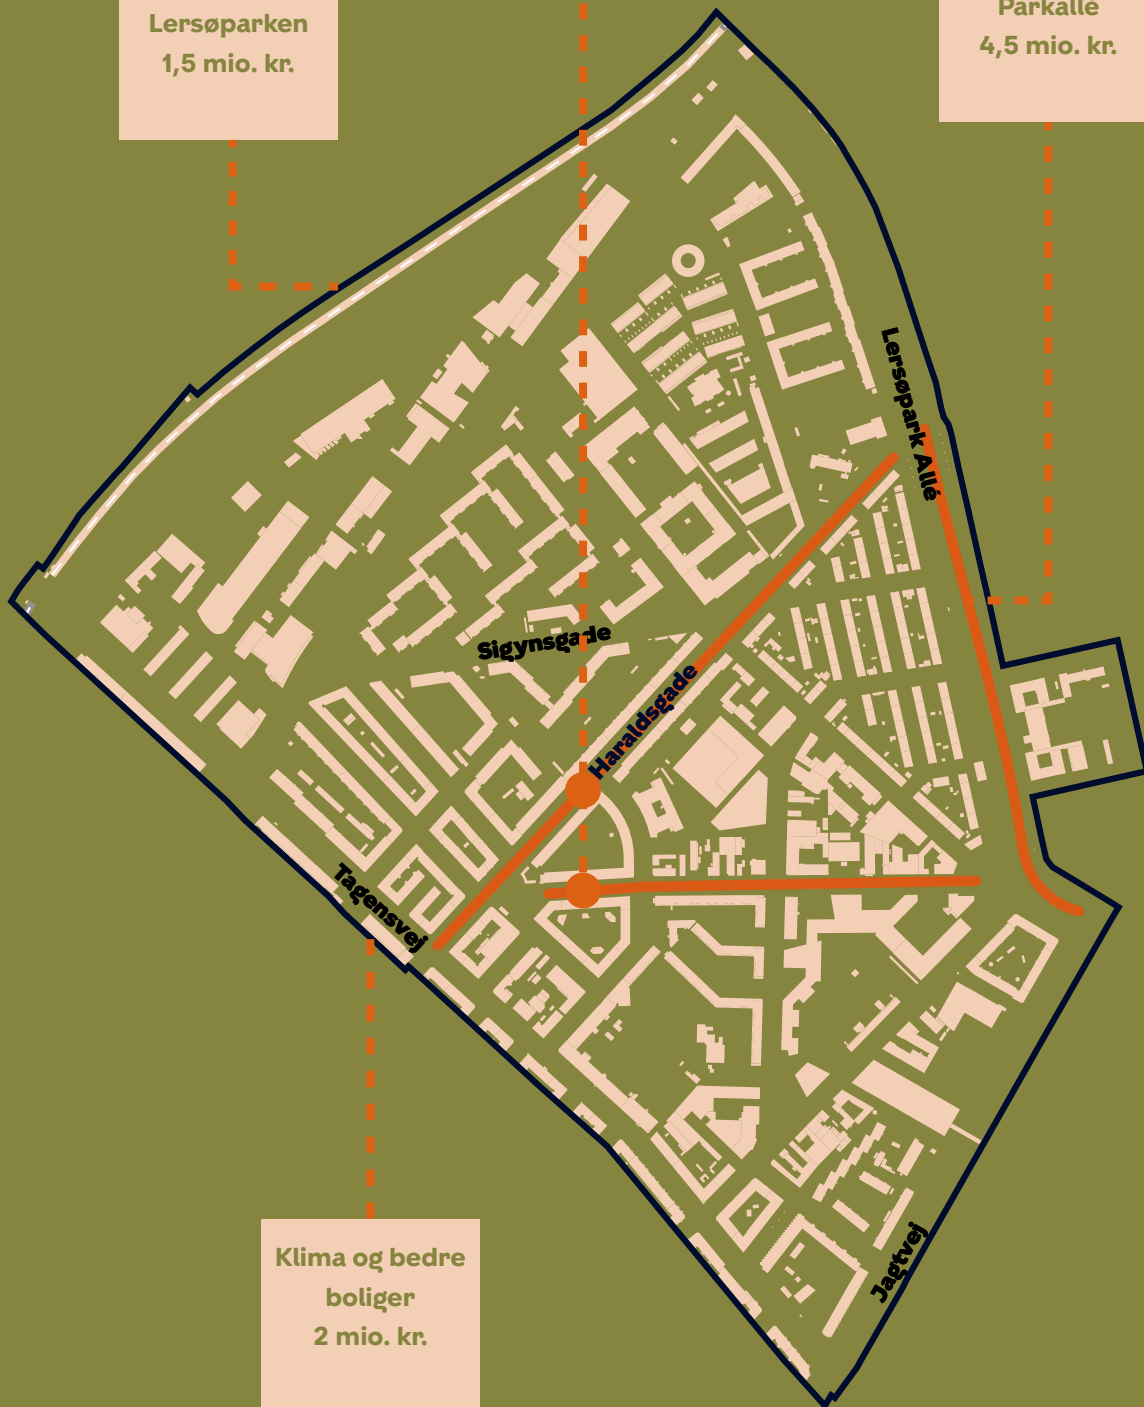 Lersøparken
1,5 mio. kr.
Parkallé
4,5 mio. kr.
Lersøpark Allé
Sigynsgade
Haraldsgade
Tagensvej
Klima og bedre
boliger
2 mio. kr.
Jagtvej